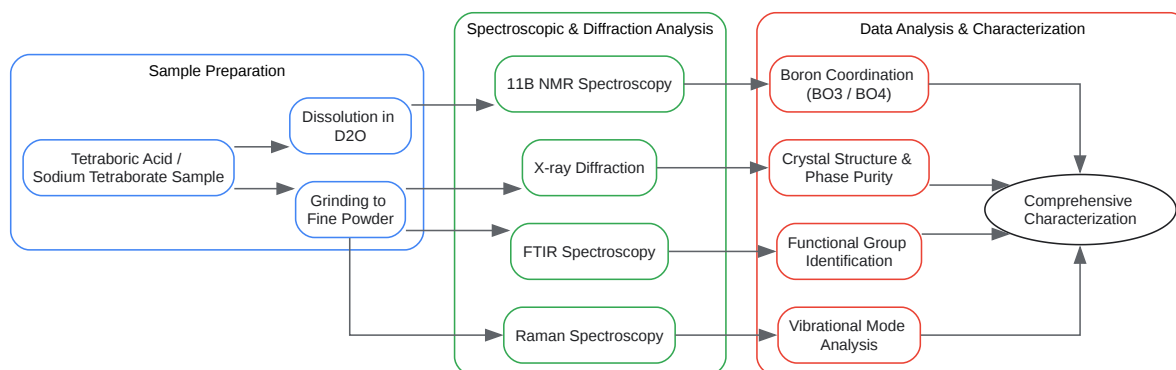 Spectroscopic & Diffraction Analysis
Data Analysis & Characterization
Sample Preparation
11B NMR Spectroscopy
Boron Coordination
(BO3 / BO4)
Dissolution in
D2O
Tetraboric Acid /
Sodium Tetraborate Sample
X-ray Diffraction
Crystal Structure &
Phase Purity
Grinding to
Fine Powder
Comprehensive
Characterization
FTIR Spectroscopy
Functional Group
Identification
Raman Spectroscopy
Vibrational Mode
Analysis